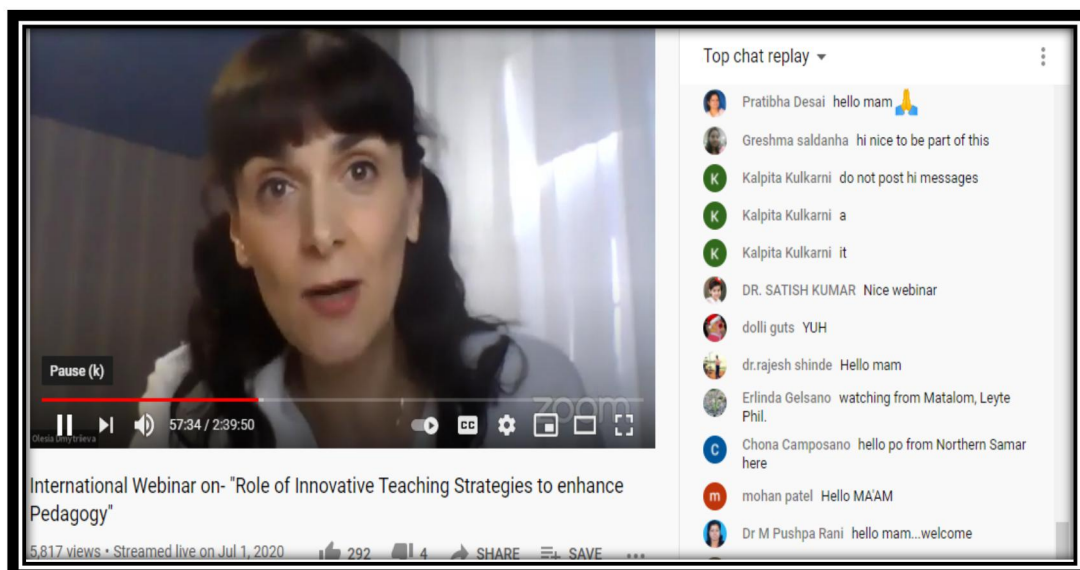 Top chat replay
Pratibha Desai hello mam
Greshma saldanha hi nice to be part of this
K Kalpita Kulkarni do not post hi messages
K Kalpita Kulkarni a
K Kalpita Kulkarni it
DR. SATISH KUMAR Nice webinar
dolli guts YUH
dr.rajesh shinde Hello mam
Erlinda Gelsano watching from Matalom, Leyte
Phil.
C Chona Camposano hello po from Northern Samar
here
m mohan patel Hello MA'AM
Dr M Pushpa Rani hello mam...welcome
Pause (k)
zoom
57:34 / 2:39:50
CC
Olesia Dmytriieva
International Webinar on- "Role of Innovative Teaching Strategies to enhance
Pedagogy"
5,817 views • Streamed live on Jul 1, 2020
292 4 SHARE SAVE